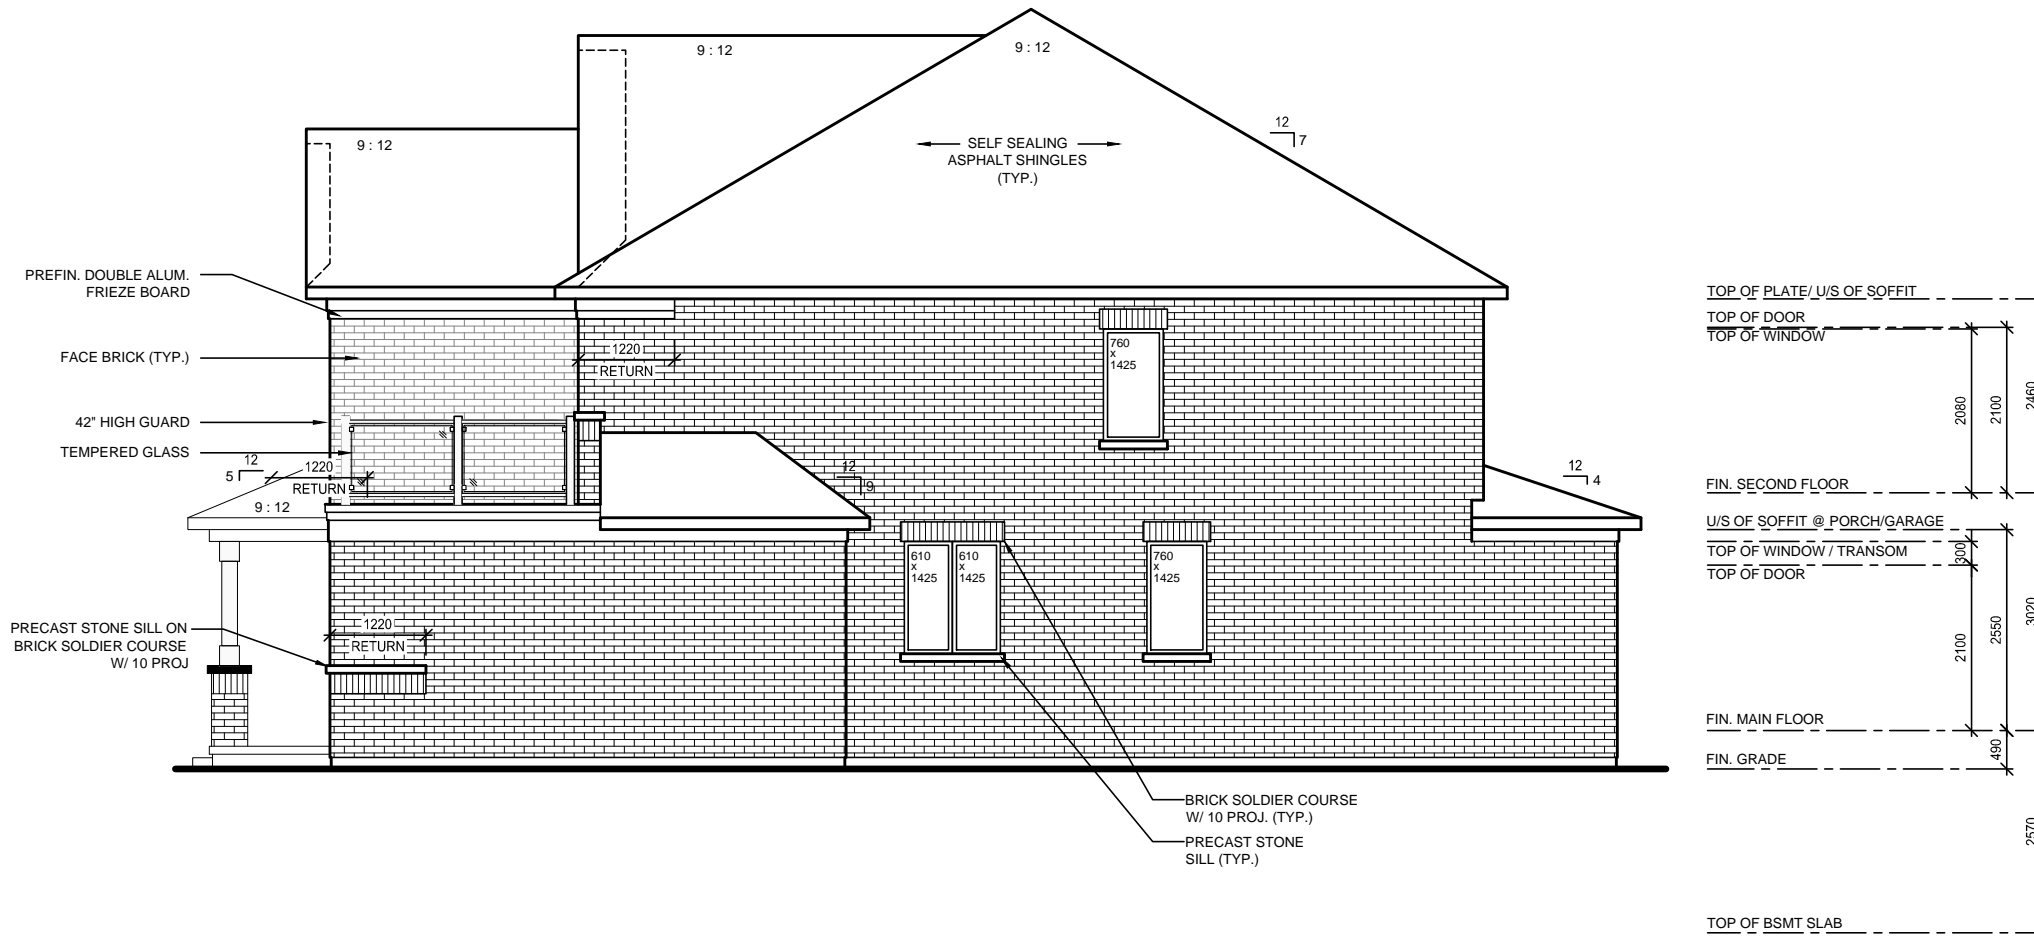 9 : 12
9 : 12
9 : 12
12
7
SELF SEALING
ASPHALT SHINGLES
(TYP.)
PREFIN. DOUBLE ALUM.
FRIEZE BOARD
FACE BRICK (TYP.)
42" HIGH GUARD
TEMPERED GLASS
12
5
1220
RETURN
9 : 12
1220
RETURN
760
x
1425
12
9
12
4
610
x
1425
610
x
1425
760
x
1425
PRECAST STONE SILL ON
BRICK SOLDIER COURSE
W/ 10 PROJ
1220
RETURN
BRICK SOLDIER COURSE
W/ 10 PROJ. (TYP.)
PRECAST STONE
SILL (TYP.)
TOP OF PLATE/ U/S OF SOFFIT
TOP OF DOOR
TOP OF WINDOW
2080
2100
2460
FIN. SECOND FLOOR
U/S OF SOFFIT @ PORCH/GARAGE
TOP OF WINDOW / TRANSOM
TOP OF DOOR
300
2100
2550
3020
FIN. MAIN FLOOR
490
FIN. GRADE
2570
TOP OF BSMT SLAB